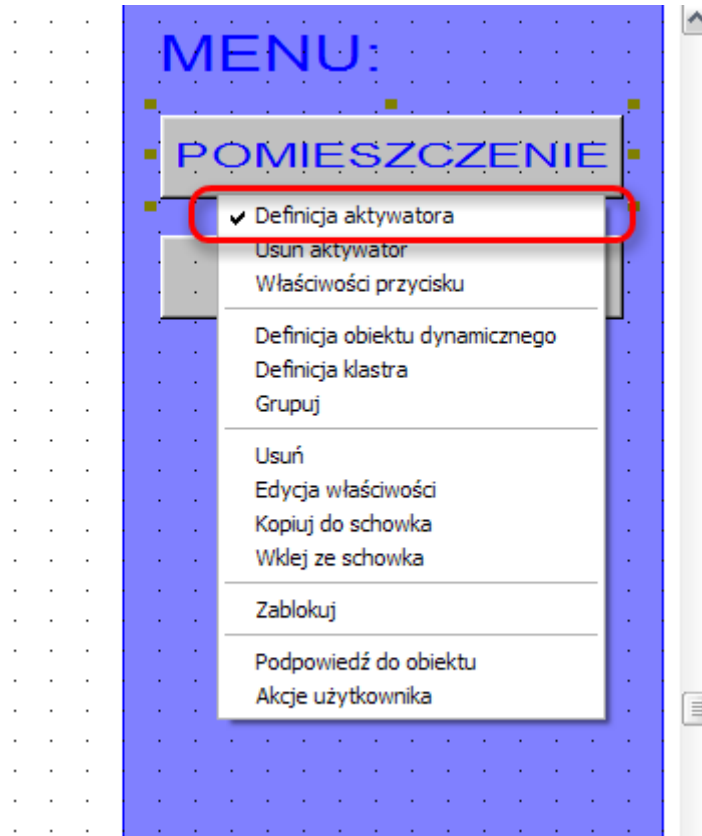 MENU:
POMIESZCZENIE
Definicja aktywatora
Usuń aktywator
Właściwości przycisku
Definicja obiektu dynamicznego
Definicja klastra
Grupuj
Usuń
Edycja właściwości
Kopiuj do schowka
Wklej ze schowka
Zablokuj
Podpowiedź do obiektu
Akcje użytkownika